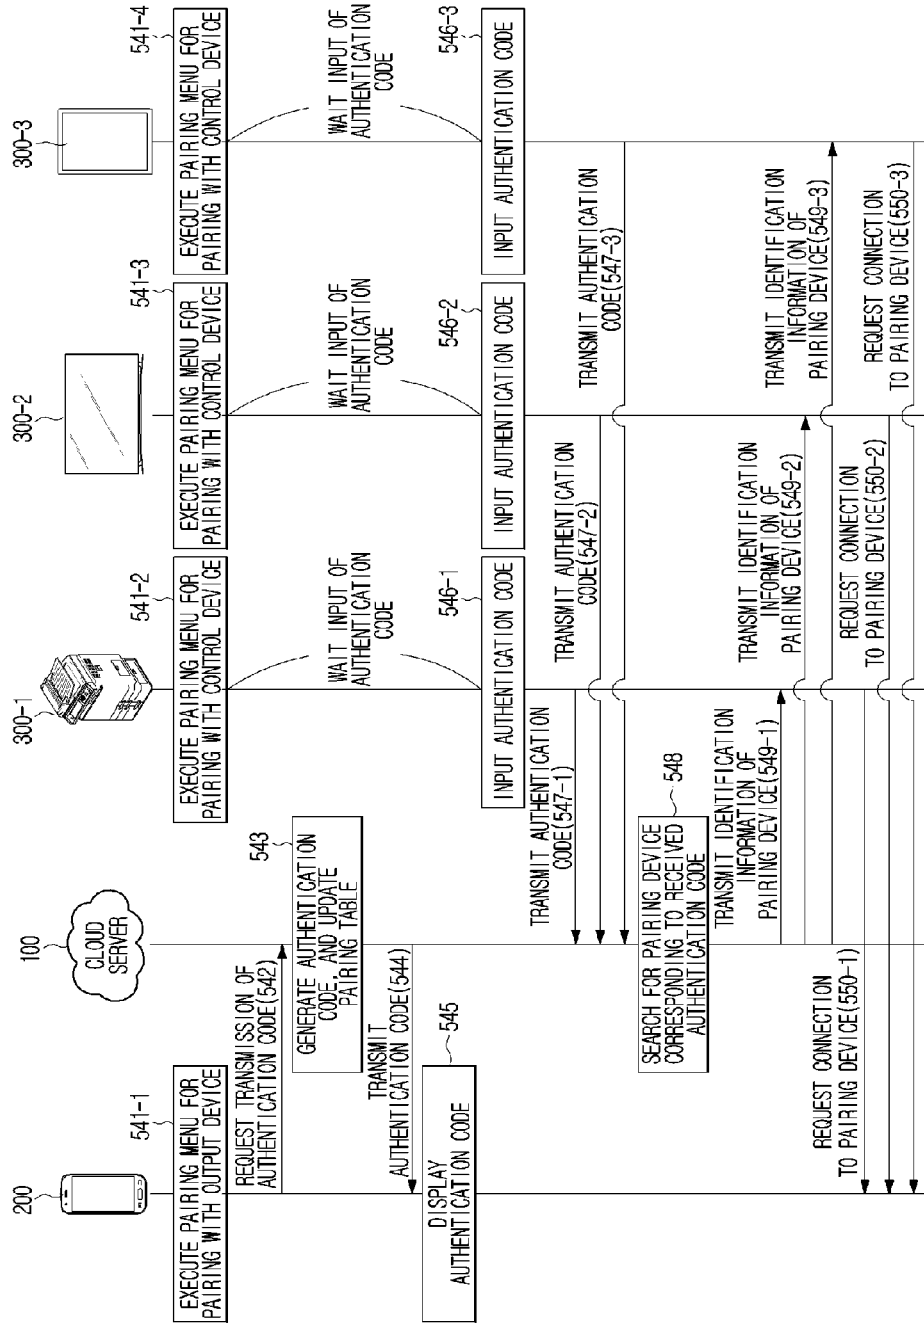 200
100
CLOUD
SERVER
300-1
300-2
300-3
541-1
EXECUTE PAIRING MENU FOR
PAIRING WITH OUTPUT DEVICE
541-2
EXECUTE PAIRING MENU FOR
PAIRING WITH CONTROL DEVICE
541-3
EXECUTE PAIRING MENU FOR
PAIRING WITH CONTROL DEVICE
541-4
EXECUTE PAIRING MENU FOR
PAIRING WITH CONTROL DEVICE
REQUEST TRANSMISSION OF
AUTHENTICATION CODE(542)
543
GENERATE AUTHENTICATION
CODE, AND UPDATE
PAIRING TABLE
WAIT INPUT OF
AUTHENTICATION
CODE
WAIT INPUT OF
AUTHENTICATION
CODE
WAIT INPUT OF
AUTHENTICATION
CODE
TRANSMIT
AUTHENTICATION CODE(544)
545
DISPLAY
AUTHENTICATION CODE
546-1
INPUT AUTHENTICATION CODE
546-2
INPUT AUTHENTICATION CODE
546-3
INPUT AUTHENTICATION CODE
TRANSMIT AUTHENTICATION
CODE(547-1)
TRANSMIT AUTHENTICATION
CODE(547-2)
TRANSMIT AUTHENTICATION
CODE(547-3)
548
SEARCH FOR PAIRING DEVICE
CORRESPONDING TO RECEIVED
AUTHENTICATION CODE
TRANSMIT IDENTIFICATION
INFORMATION OF
PAIRING DEVICE(549-1)
TRANSMIT IDENTIFICATION
INFORMATION OF
PAIRING DEVICE(549-2)
TRANSMIT IDENTIFICATION
INFORMATION OF
PAIRING DEVICE(549-3)
REQUEST CONNECTION
TO PAIRING DEVICE(550-1)
REQUEST CONNECTION
TO PAIRING DEVICE(550-2)
REQUEST CONNECTION
TO PAIRING DEVICE(550-3)